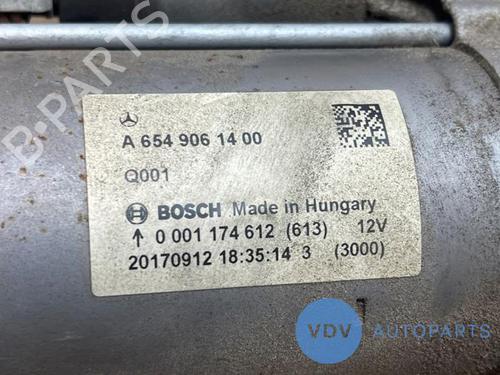 A 654 906 14 00
Q001
BOSCH Made in Hungary
↑ 0 001 174 612 (613) 12V
20170912 18:35:14 3 (3000)
B-PARTS
VDV AUTOPARTS